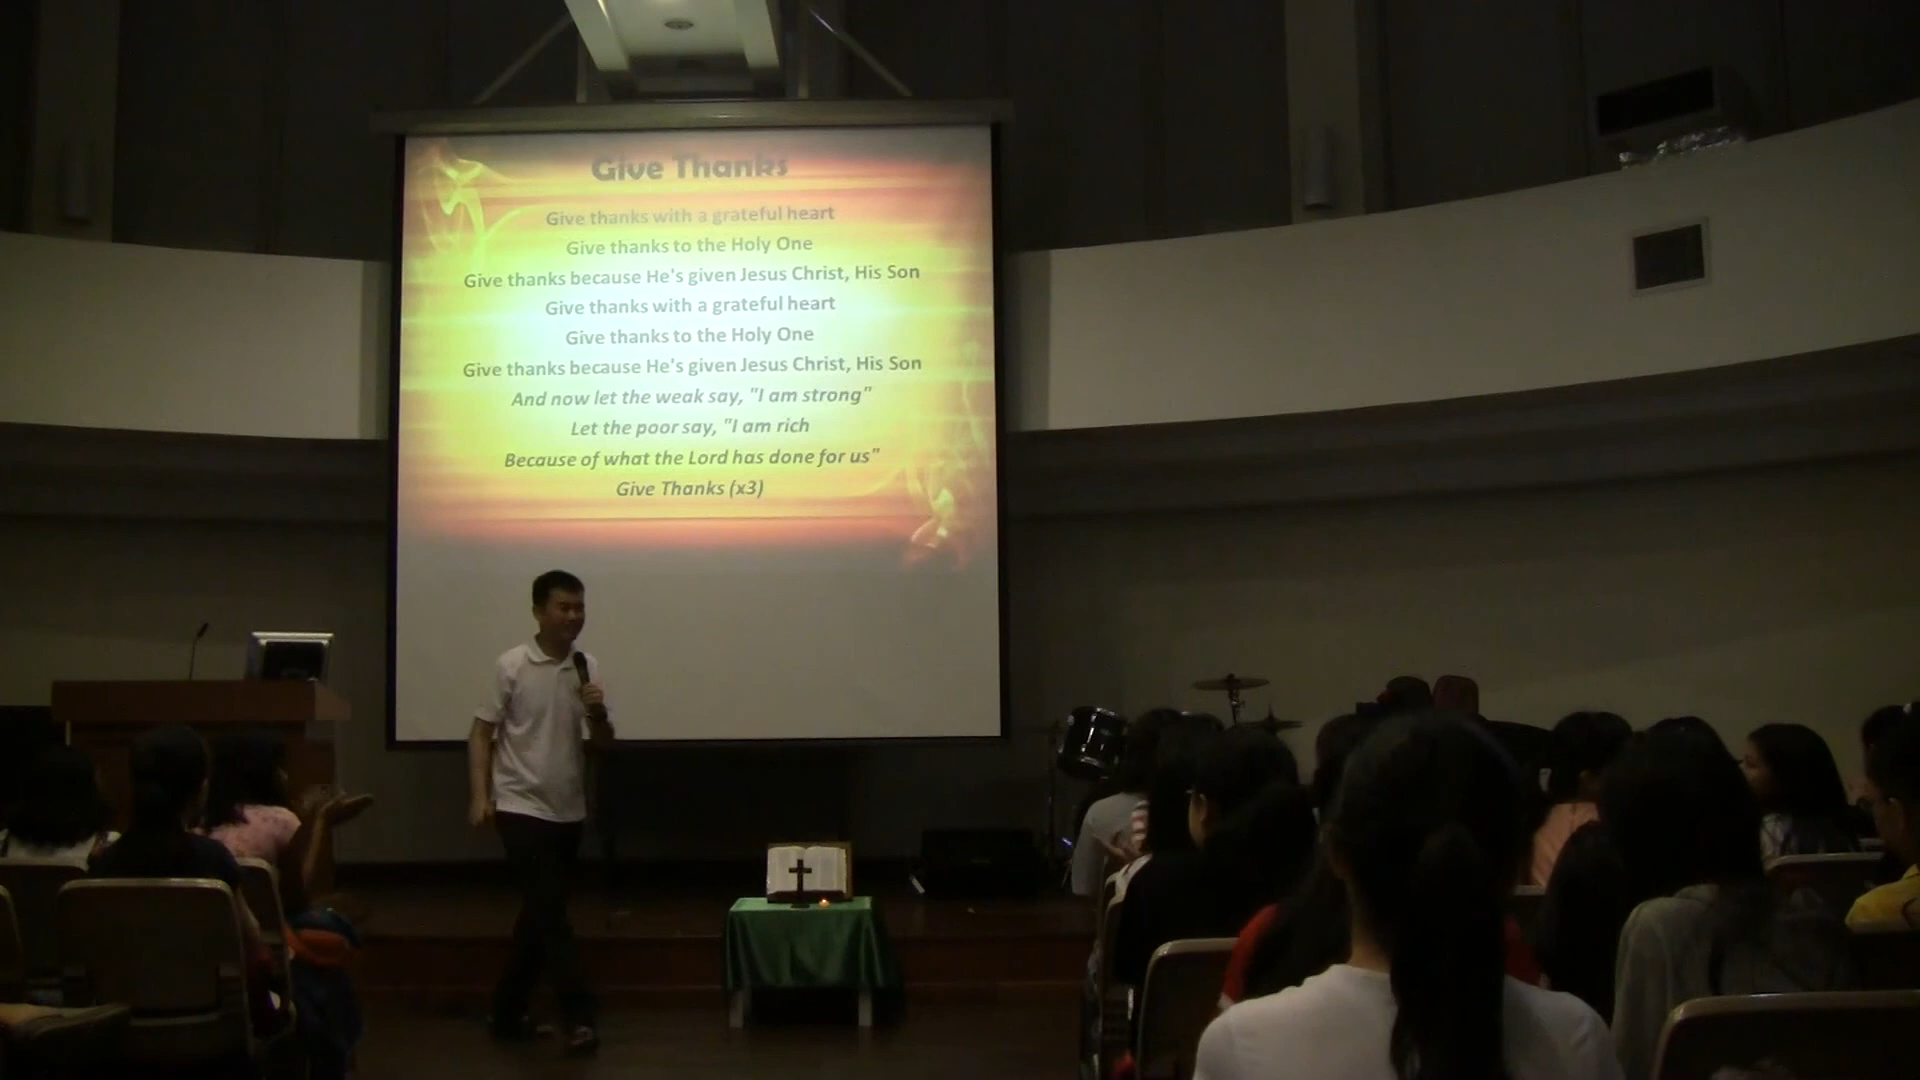 Give Thanks
Give thanks with a grateful heart
Give thanks to the Holy One
Give thanks because He's given Jesus Christ, His Son
Give thanks with a grateful heart
Give thanks to the Holy One
Give thanks because He's given Jesus Christ, His Son
And now let the weak say, "I am strong"
Let the poor say, "I am rich
Because of what the Lord has done for us"
Give Thanks (x3)